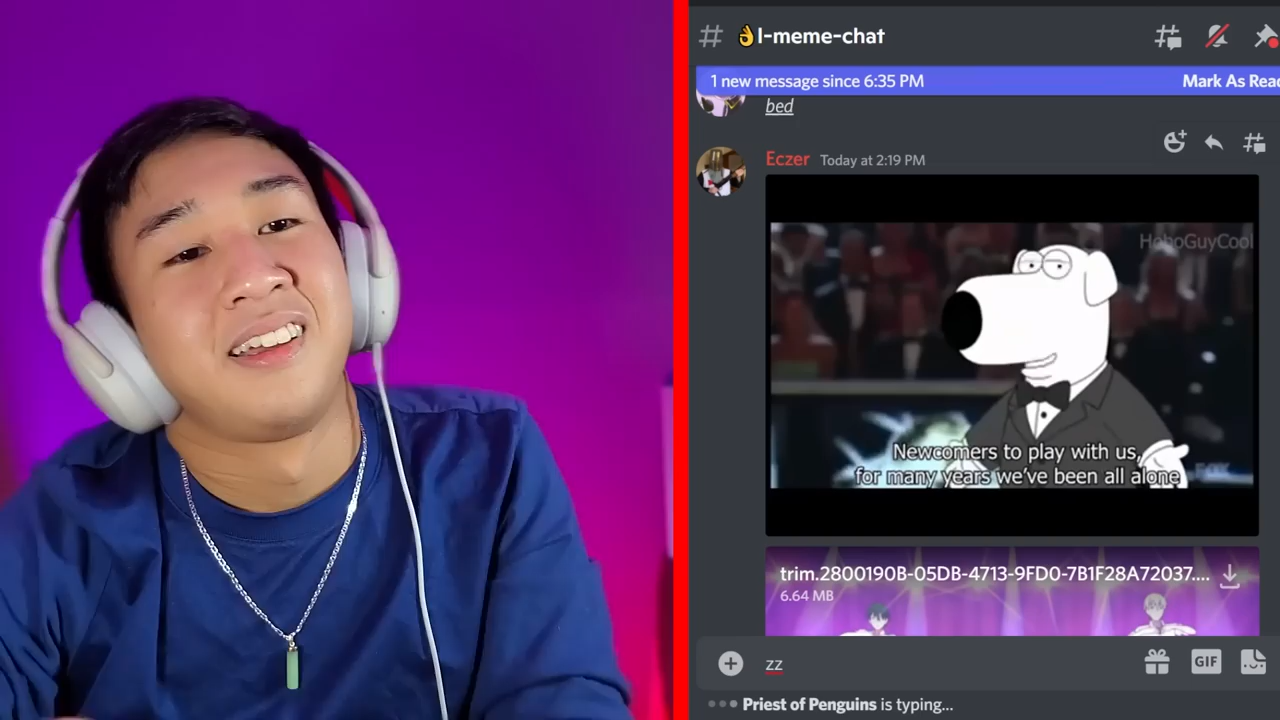 👌I-meme-chat
1 new message since 6:35 PM
Mark As Read
bed
Eczer Today at 2:19 PM
HoboGuyCool
Newcomers to play with us,
for many years we've been all alone
FOX
trim.2800190B-05DB-4713-9FD0-7B1F28A72037....
6.64 MB
zz
GIF
Priest of Penguins is typing...